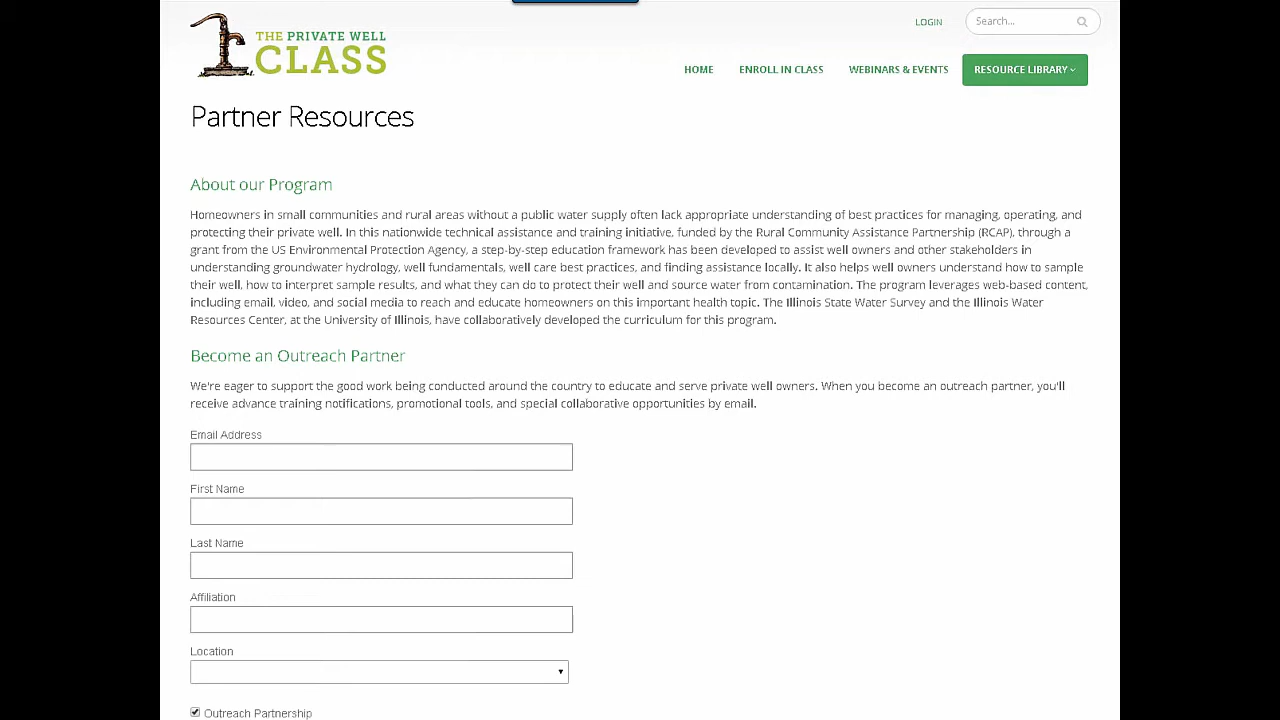 LOGIN
Search...
THE PRIVATE WELL
CLASS
HOME
ENROLL IN CLASS
WEBINARS & EVENTS
RESOURCE LIBRARY
Partner Resources
About our Program
Homeowners in small communities and rural areas without a public water supply often lack appropriate understanding of best practices for managing, operating, and
protecting their private well. In this nationwide technical assistance and training initiative, funded by the Rural Community Assistance Partnership (RCAP), through a
grant from the US Environmental Protection Agency, a step-by-step education framework has been developed to assist well owners and other stakeholders in
understanding groundwater hydrology, well fundamentals, well care best practices, and finding assistance locally. It also helps well owners understand how to sample
their well, how to interpret sample results, and what they can do to protect their well and source water from contamination. The program leverages web-based content,
including email, video, and social media to reach and educate homeowners on this important health topic. The Illinois State Water Survey and the Illinois Water
Resources Center, at the University of Illinois, have collaboratively developed the curriculum for this program.
Become an Outreach Partner
We're eager to support the good work being conducted around the country to educate and serve private well owners. When you become an outreach partner, you'll
receive advance training notifications, promotional tools, and special collaborative opportunities by email.
Email Address
First Name
Last Name
Affiliation
Location
Outreach Partnership